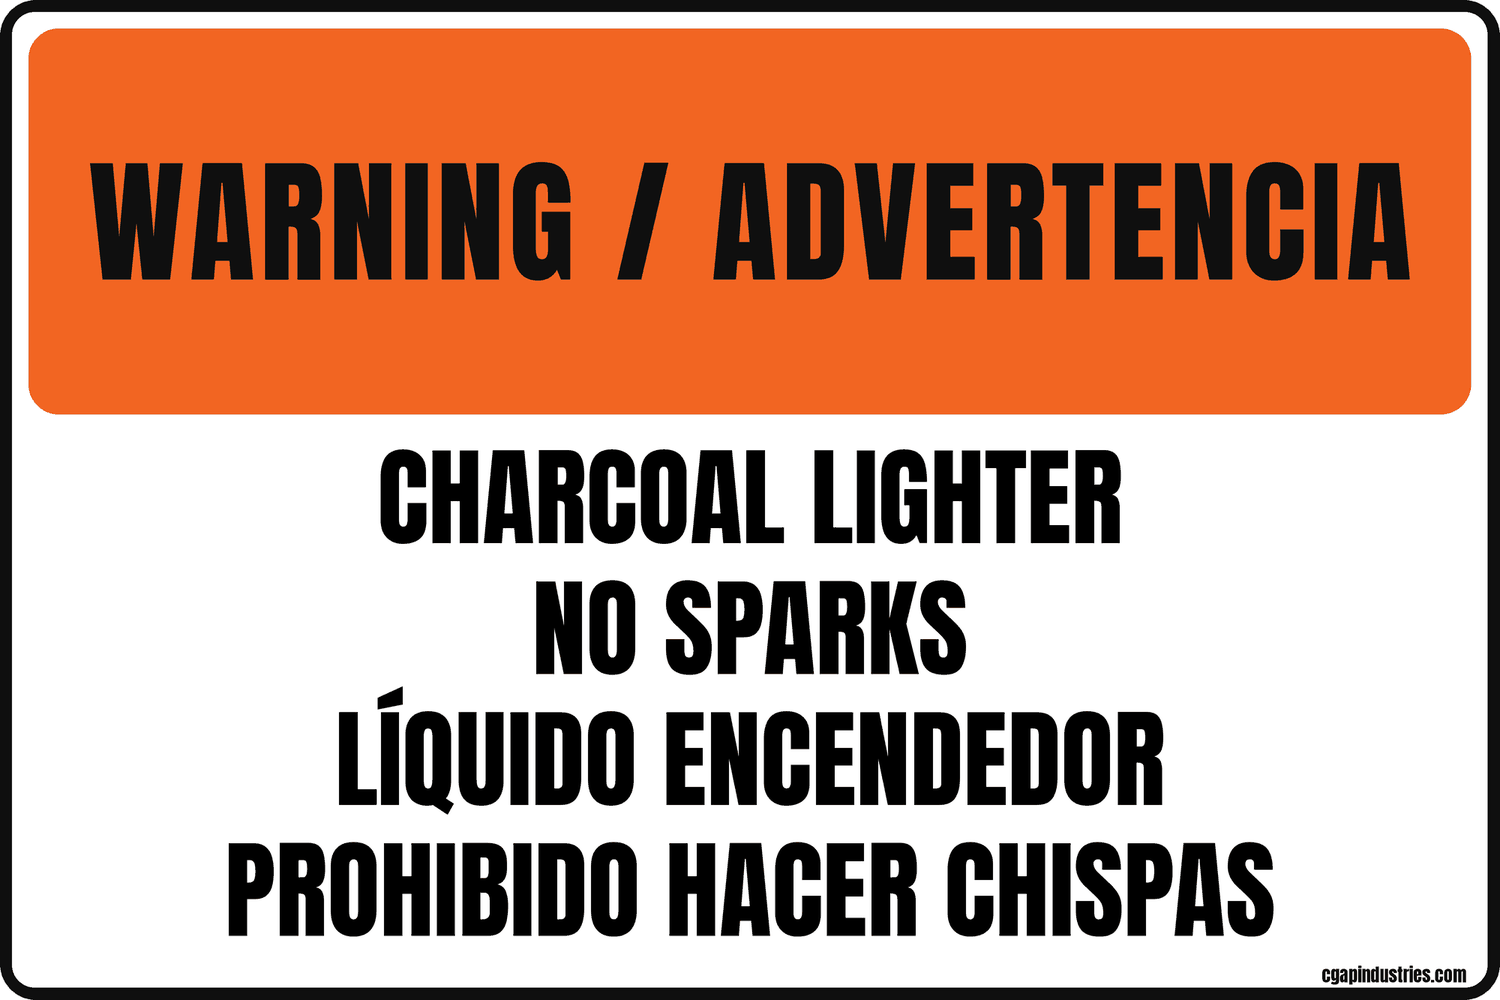 WARNING / ADVERTENCIA
CHARCOAL LIGHTER
NO SPARKS
LÍQUIDO ENCENDEDOR
PROHIBIDO HACER CHISPAS
cgapindustries.com